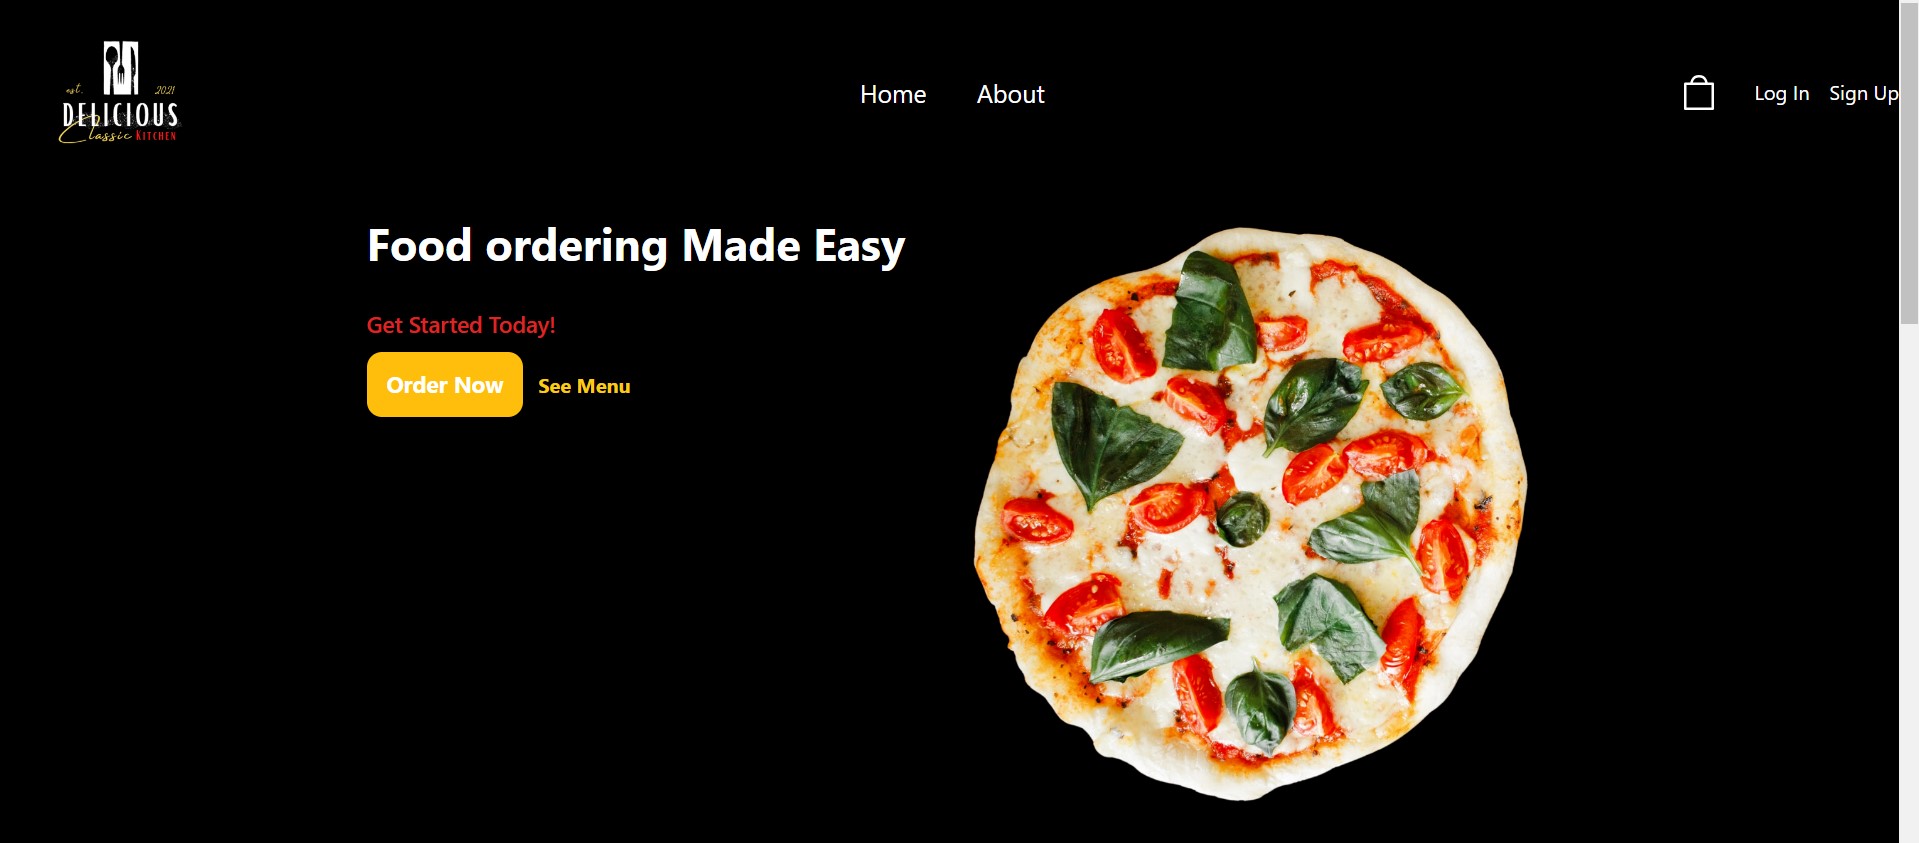 est. 2021
DELICIOUS
Classic KITCHEN
Home About
Log In Sign Up
Food ordering Made Easy
Get Started Today!
Order Now See Menu